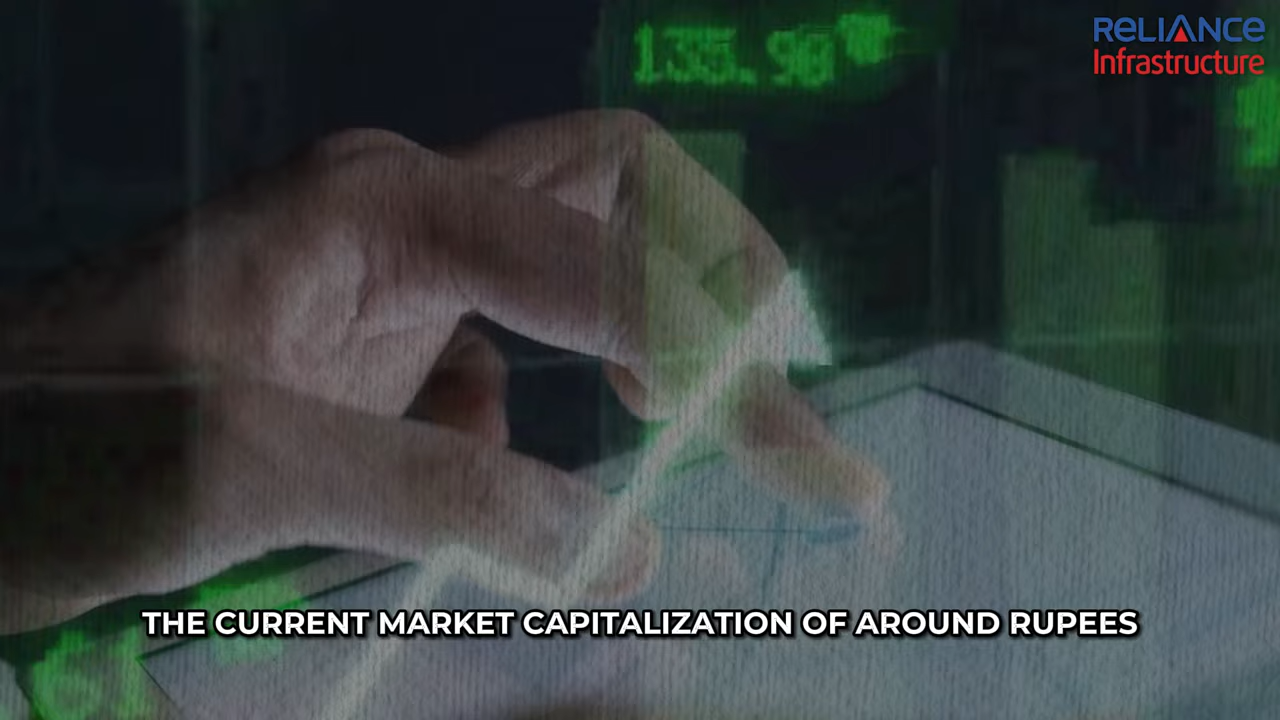 RELIANCE
Infrastructure
135.98
THE CURRENT MARKET CAPITALIZATION OF AROUND RUPEES